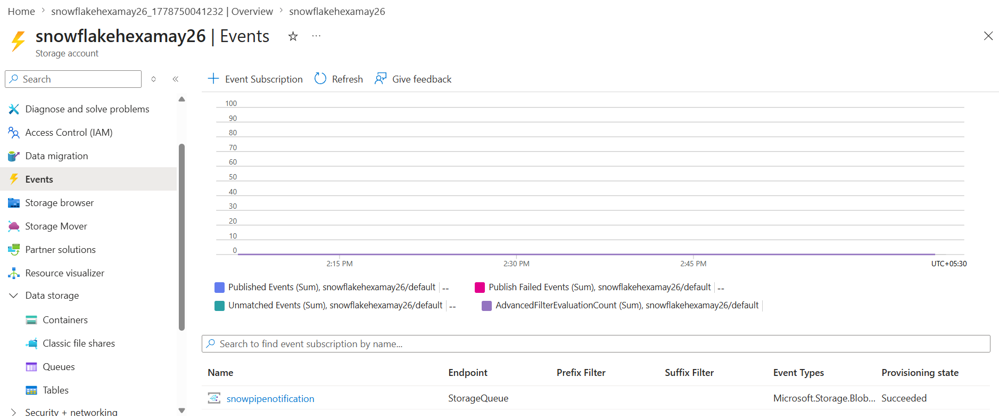 Home > snowflakehexamay26_1778750041232 | Overview > snowflakehexamay26
snowflakehexamay26 | Events
Storage account
Search
Diagnose and solve problems
Access Control (IAM)
Data migration
Events
Storage browser
Storage Mover
Partner solutions
Resource visualizer
Data storage
Containers
Classic file shares
Queues
Tables
Security + networking
Event Subscription Refresh Give feedback
100
90
80
70
60
50
40
30
20
10
0
2:15 PM 2:30 PM 2:45 PM UTC+05:30
Published Events (Sum), snowflakehexamay26/default | -- Publish Failed Events (Sum), snowflakehexamay26/default | --
Unmatched Events (Sum), snowflakehexamay26/default | -- AdvancedFilterEvaluationCount (Sum), snowflakehexamay26/default
Search to find event subscription by name...
Name Endpoint Prefix Filter Suffix Filter Event Types Provisioning state
snowpipenotification StorageQueue Microsoft.Storage.Blob... Succeeded